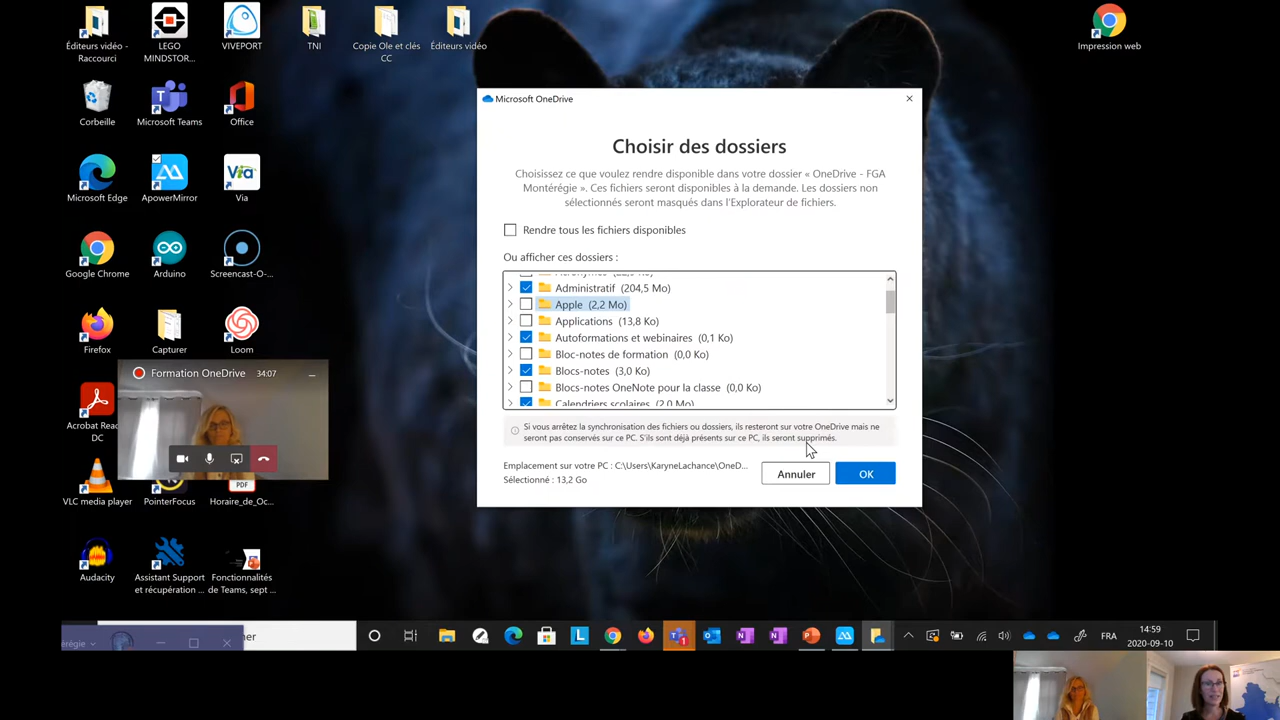 Éditeurs vidéo -
Raccourci
LEGO
MINDSTOR...
VIVEPORT
TNI
Copie Ole et clés
CC
Éditeurs vidéo
Impression web
Corbeille
Microsoft Teams
Office
Microsoft Edge
ApowerMirror
Via
Via
Google Chrome
Arduino
Screencast-O-...
Firefox
Capturer
Loom
Formation OneDrive 34:07
Acrobat Rea...
DC
VLC media player
PointerFocus
PDF
Horaire_de_Oc...
Audacity
Assistant Support
et récupération ...
Fonctionnalités
de Teams, sept ...
Microsoft OneDrive
Choisir des dossiers
Choisissez ce que voulez rendre disponible dans votre dossier « OneDrive - FGA
Montérégie ». Ces fichiers seront disponibles à la demande. Les dossiers non
sélectionnés seront masqués dans l'Explorateur de fichiers.
Rendre tous les fichiers disponibles
Ou afficher ces dossiers :
Administratif (204,5 Mo)
Apple (2,2 Mo)
Applications (13,8 Ko)
Autoformations et webinaires (0,1 Ko)
Bloc-notes de formation (0,0 Ko)
Blocs-notes (3,0 Ko)
Blocs-notes OneNote pour la classe (0,0 Ko)
Calendriers scolaires (2,0 Mo)
Si vous arrêtez la synchronisation des fichiers ou dossiers, ils resteront sur votre OneDrive mais ne
seront pas conservés sur ce PC. S'ils sont déjà présents sur ce PC, ils seront supprimés.
Emplacement sur votre PC : C:\Users\KaryneLachance\OneD...
Sélectionné : 13,2 Go
Annuler
OK
érégie
her
FRA
14:59
2020-09-10